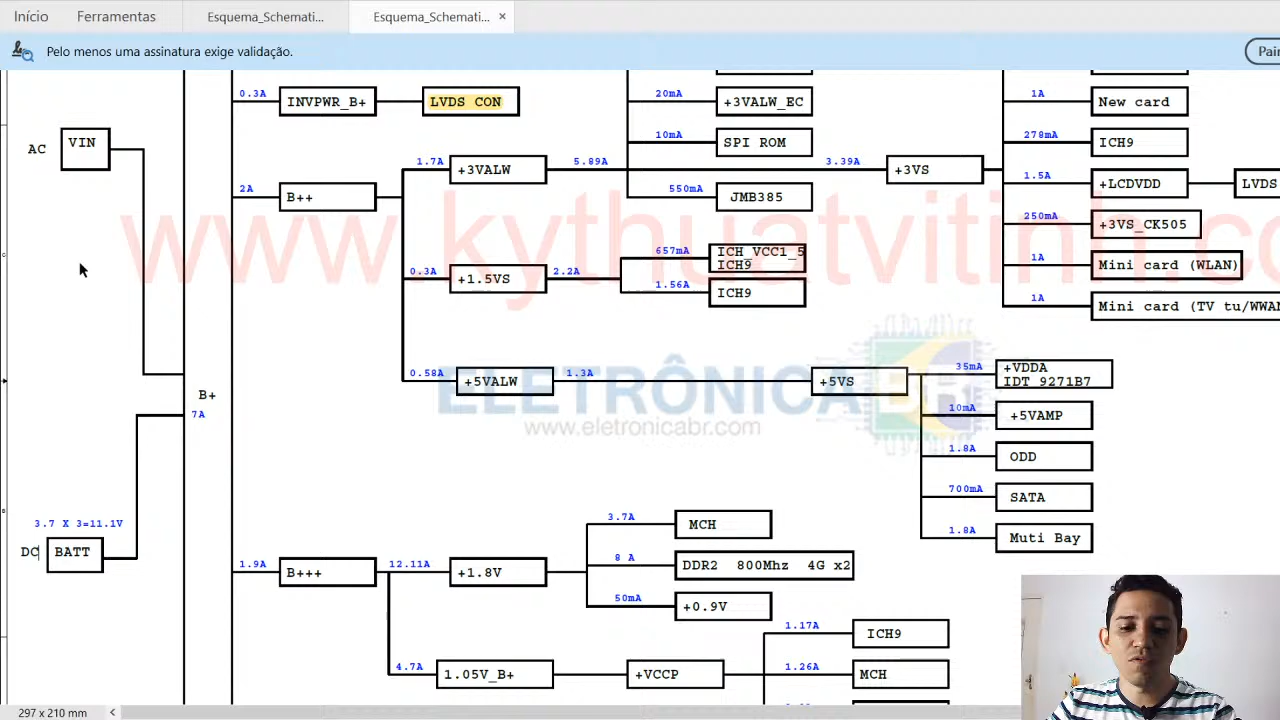 Início
Ferramentas
Esquema_Schemati...
Esquema_Schemati...
×
Pelo menos uma assinatura exige validação.
0.3A
INVPWR_B+
LVDS CON
20mA
+3VALW_EC
1A
New card
AC
VIN
10mA
SPI ROM
278mA
ICH9
1.7A
+3VALW
5.89A
3.39A
+3VS
2A
B++
550mA
JMB385
1.5A
+LCDVDD
LVDS
www.kythuatvitinh.co
250mA
+3VS_CK505
657mA
ICH_VCC1_5
ICH9
1A
Mini card (WLAN)
0.3A
+1.5VS
2.2A
1.56A
ICH9
1A
Mini card (TV tu/WWAN
0.58A
+5VALW
1.3A
+5VS
35mA
+VDDA
IDT 9271B7
B+
7A
ELETRÔNICA
www.eletronicabr.com
10mA
+5VAMP
1.8A
ODD
700mA
SATA
1.8A
Muti Bay
3.7 X 3=11.1V
DC
BATT
3.7A
MCH
1.9A
B+++
12.11A
+1.8V
8 A
DDR2 800Mhz 4G x2
50mA
+0.9V
1.17A
ICH9
4.7A
1.05V_B+
+VCCP
1.26A
MCH
297 x 210 mm